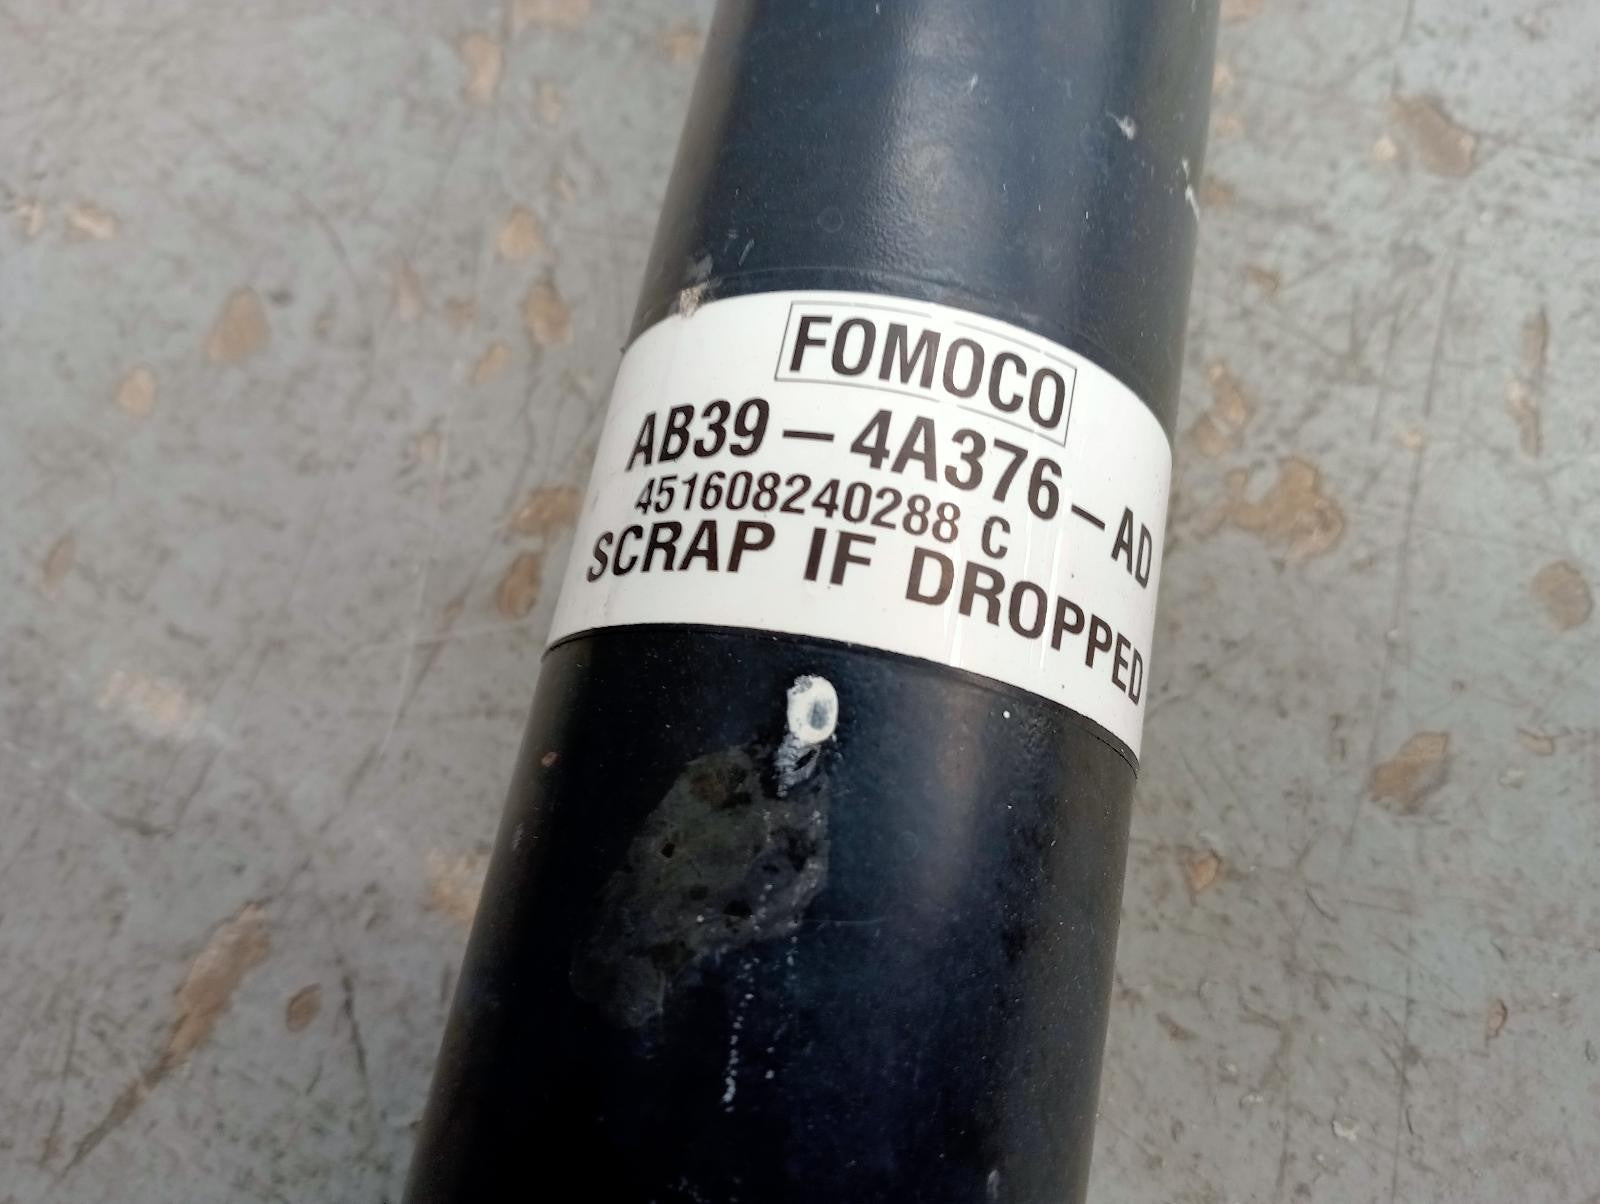 FOMOCO
AB39-4A376-AD
451608240288 C
SCRAP IF DROPPED